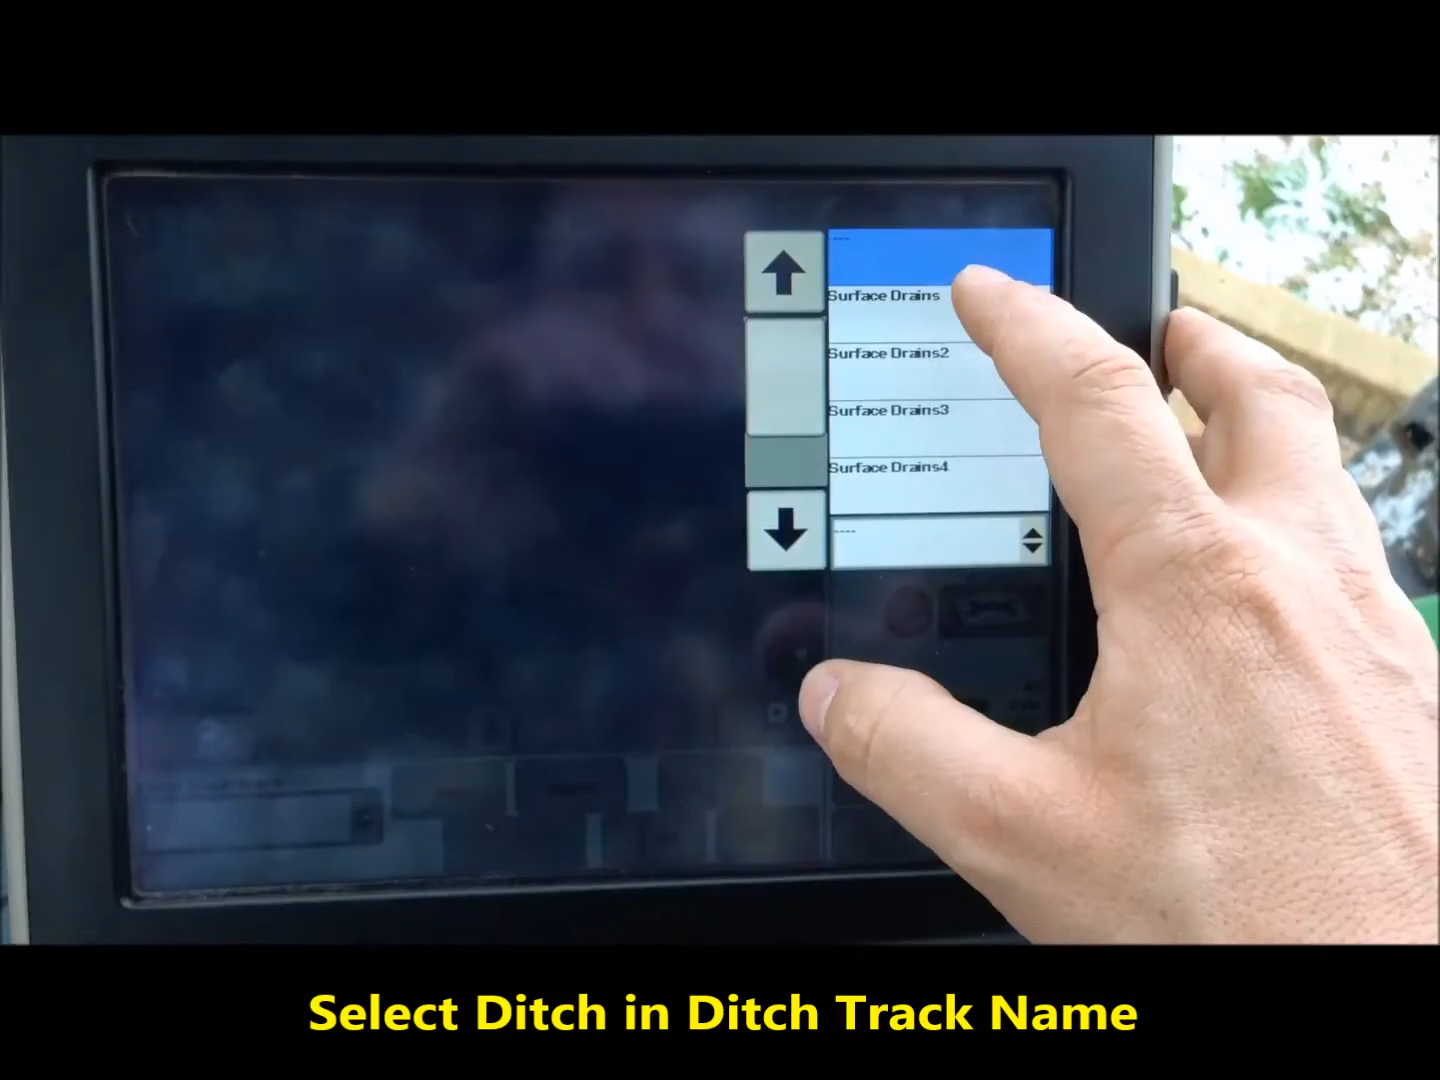 Surface Drains
Surface Drains2
Surface Drains3
Surface Drains4
----
Select Ditch in Ditch Track Name